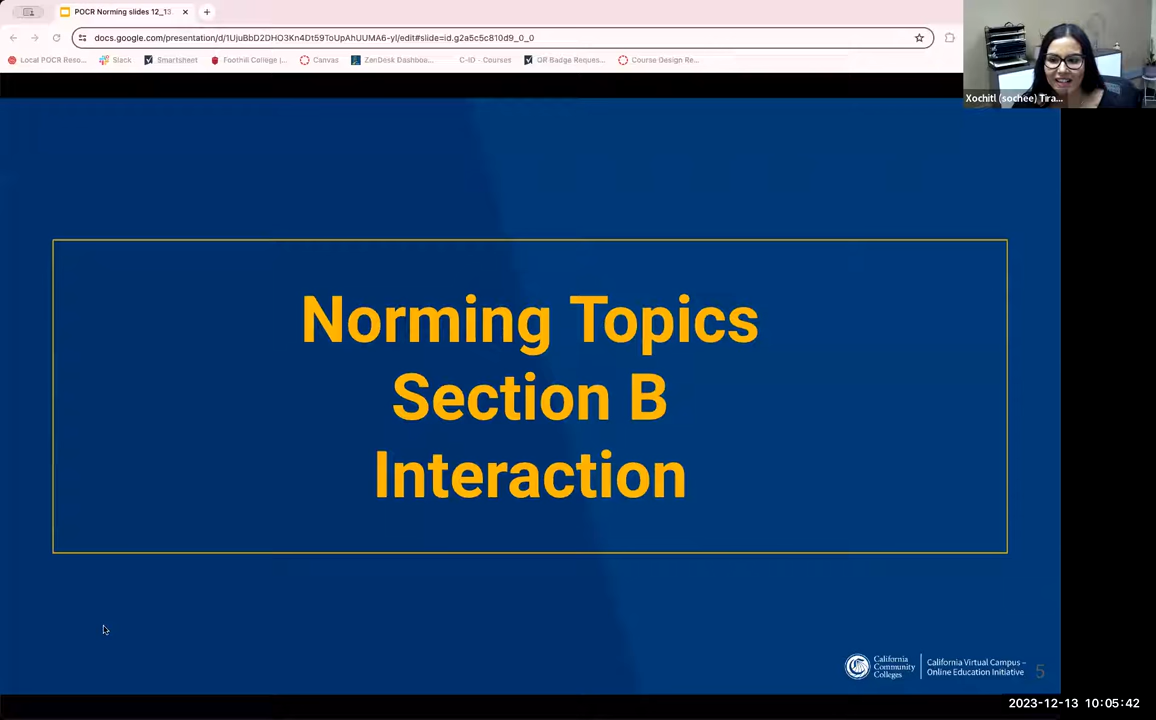 POCR Norming slides 12_13
docs.google.com/presentation/d/1UjuBbD2DHO3Kn4Dt59ToUpAhUUMA6-yI/edit#slide=id.g2a5c5c810d9_0_0
Local POCR Resou...
Slack
Smartsheet
Foothill College (...
Canvas
ZenDesk Dashboa...
C-ID - Courses
QR Badge Reques...
Course Design Re...
Xochitl (sochee) Tira...
Norming Topics
Section B
Interaction
California
Community
Colleges
California Virtual Campus –
Online Education Initiative
5
2023-12-13 10:05:42